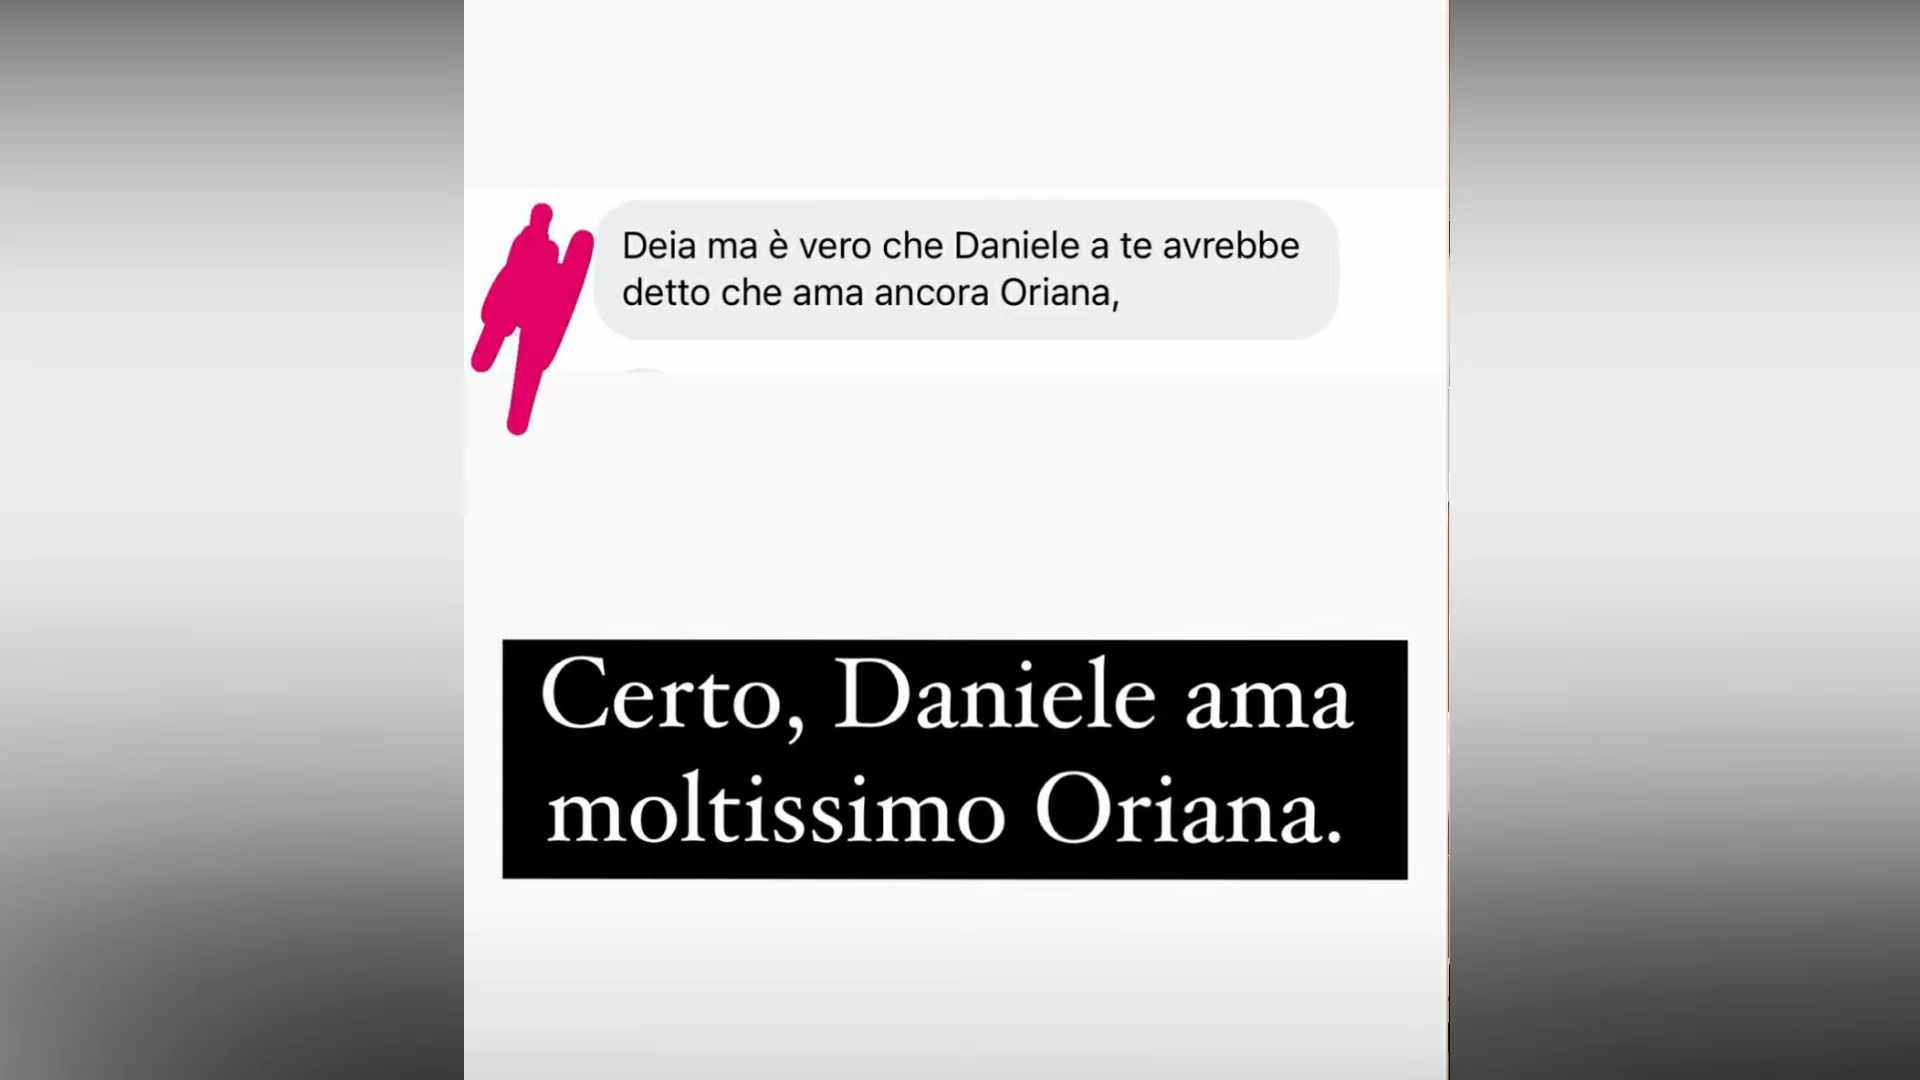 Deia ma è vero che Daniele a te avrebbe
detto che ama ancora Oriana,
Certo, Daniele ama
moltissimo Oriana.